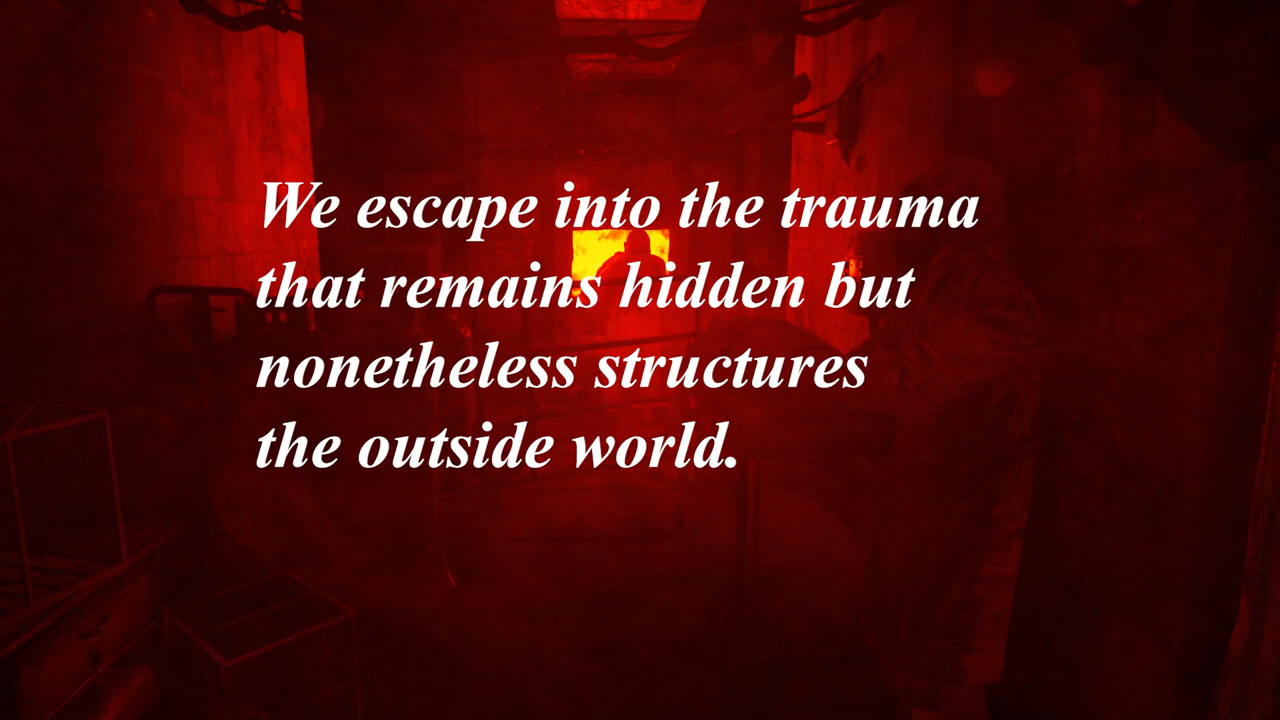 We escape into the trauma
that remains hidden but
nonetheless structures
the outside world.